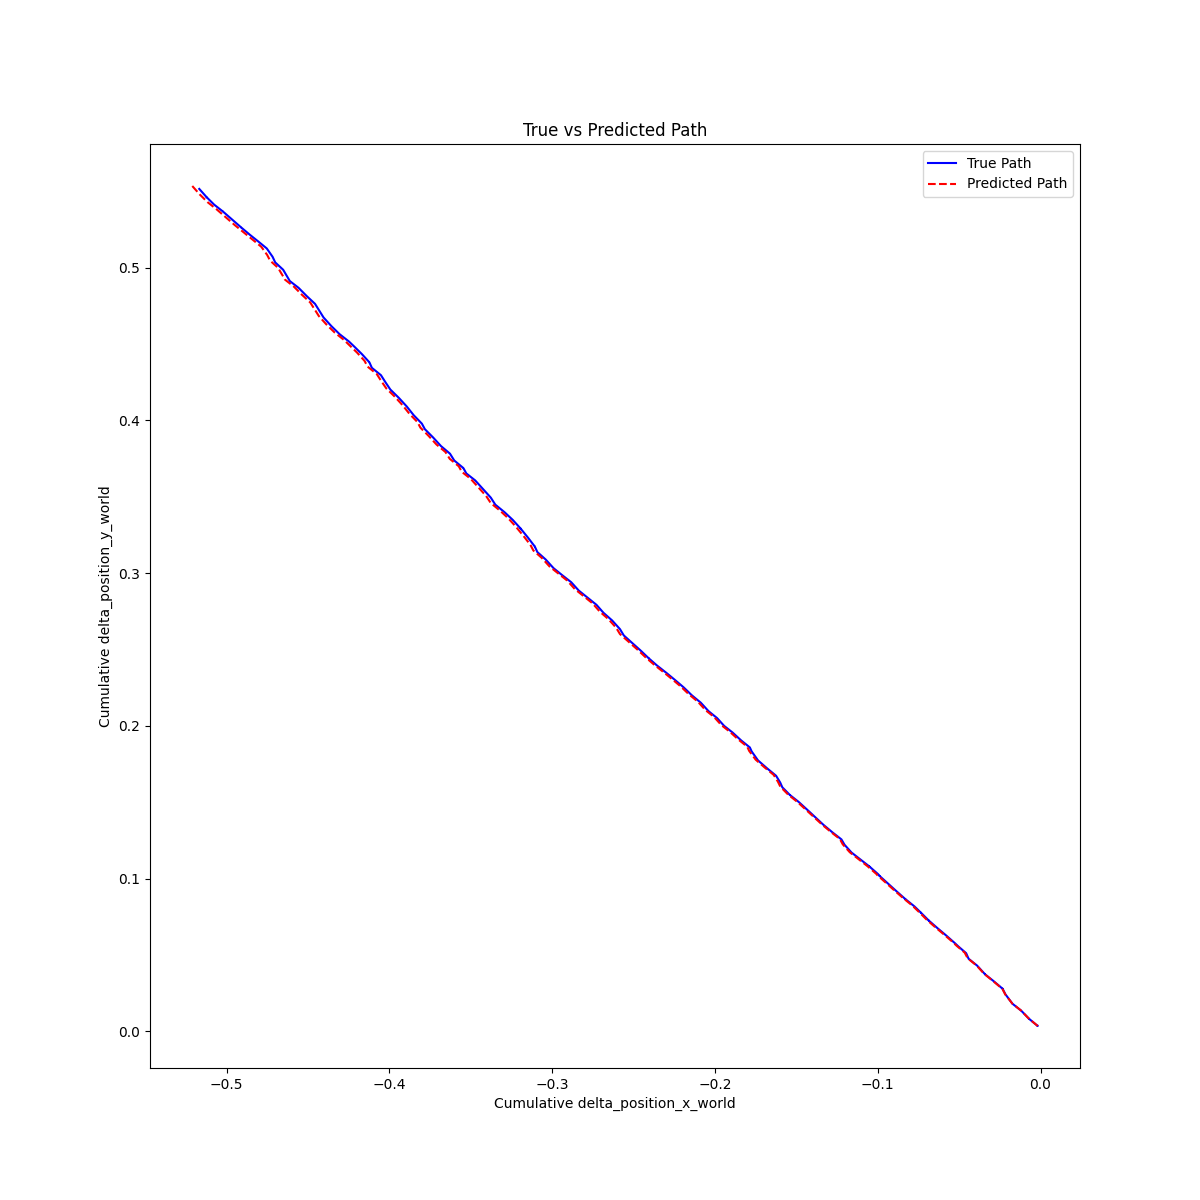 True vs Predicted Path
True Path
Predicted Path
0.5
0.4
0.3
0.2
0.1
0.0
Cumulative delta_position_y_world
−0.5 −0.4 −0.3 −0.2 −0.1 0.0
Cumulative delta_position_x_world